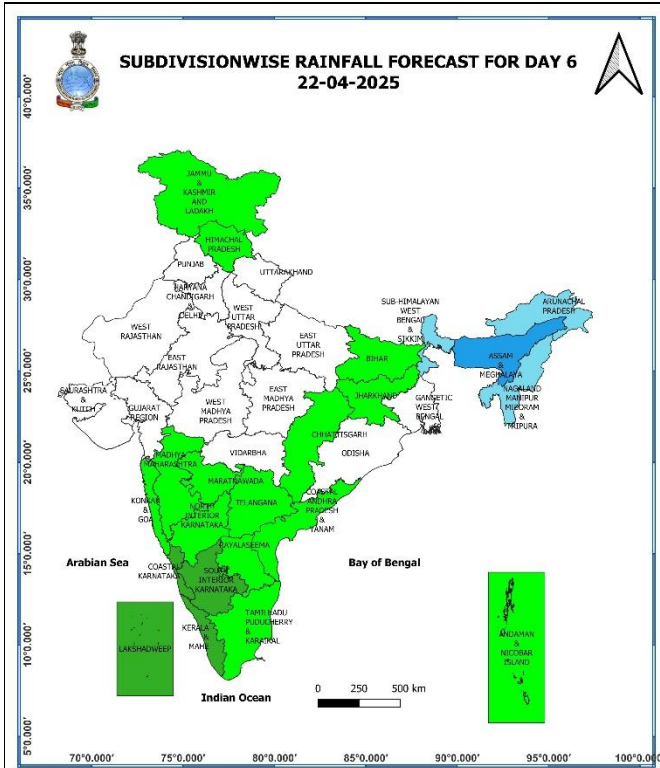 SUBDIVISIONWISE RAINFALL FORECAST FOR DAY 6
22-04-2025
40°0.000'
35°0.000'
30°0.000'
25°0.000'
20°0.000'
15°0.000'
10°0.000'
5°0.000'
JAMMU
&
KASHMIR
AND
LADAKH
HIMACHAL
PRADESH
PUNJAB
UTTARAKHAND
HARYANA
CHANDIGARH
&
DELHI
WEST
UTTAR
PRADESH
WEST
RAJASTHAN
EAST
UTTAR
PRADESH
EAST
RAJASTHAN
SUB-HIMALAYAN
WEST
BENGAL
&
SIKKIM
ARUNACHAL
PRADESH
ASSAM
&
MEGHALAYA
NAGALAND
MANIPUR
MIZORAM
&
TRIPURA
BIHAR
JHARKHAND
GANGETIC
WEST
BENGAL
SAURASHTRA
&
KUTCH
GUJARAT
REGION
WEST
MADHYA
PRADESH
EAST
MADHYA
PRADESH
CHHATTISGARH
ODISHA
VIDARBHA
MADHYA
MAHARASHTRA
MARATHWADA
KONKAN
&
GOA
TELANGANA
COASTAL
ANDHRA
PRADESH
&
YANAM
NORTH
INTERIOR
KARNATAKA
RAYALASEEMA
Arabian Sea
Bay of Bengal
COASTAL
KARNATAKA
SOUTH
INTERIOR
KARNATAKA
LAKSHADWEEP
KERALA
&
MAHE
TAMILNADU
PUDUCHERRY
&
KARAIKAL
ANDAMAN
&
NICOBAR
ISLAND
Indian Ocean
0 250 500 km
70°0.000' 75°0.000' 80°0.000' 85°0.000' 90°0.000' 95°0.000' 100°0.000'